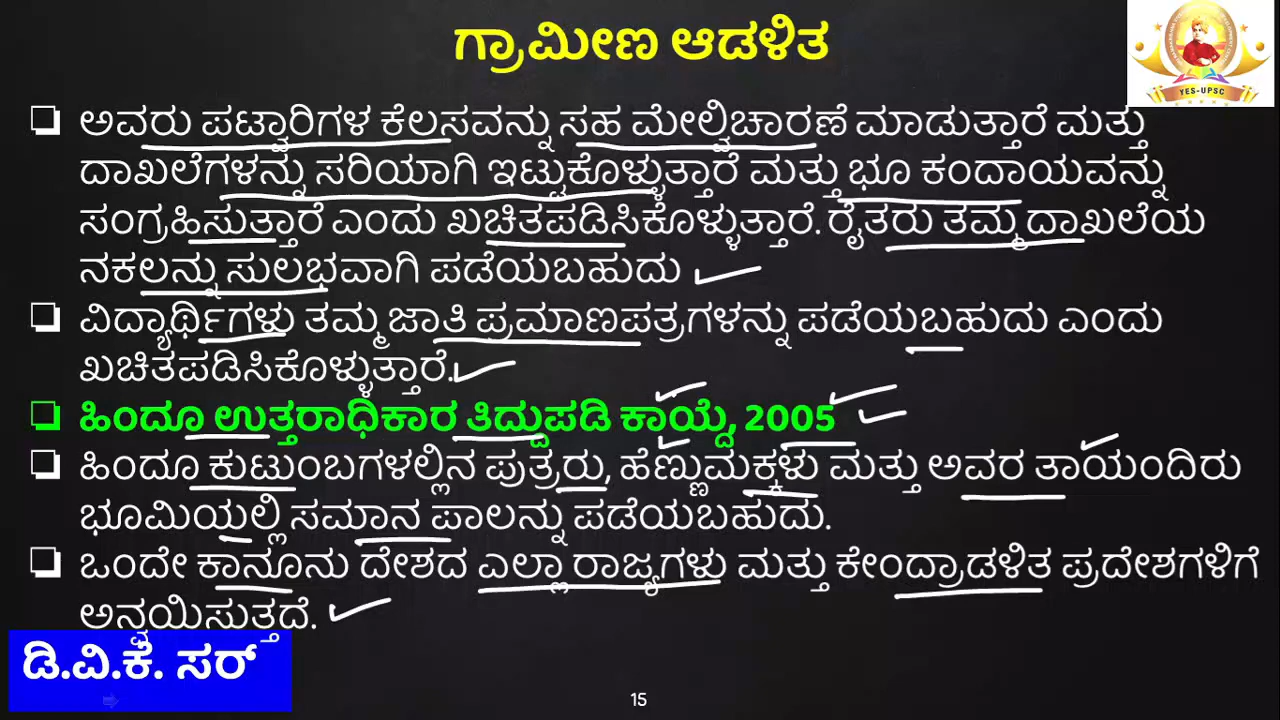 ಗ್ರಾಮೀಣ ಆಡಳಿತ
YES-UPSC
❑ ಅವರು ಪಟ್ವಾರಿಗಳ ಕೆಲಸವನ್ನು ಸಹ ಮೇಲ್ವಿಚಾರಣೆ ಮಾಡುತ್ತಾರೆ ಮತ್ತು
ದಾಖಲೆಗಳನ್ನು ಸರಿಯಾಗಿ ಇಟ್ಟುಕೊಳ್ಳುತ್ತಾರೆ ಮತ್ತು ಭೂ ಕಂದಾಯವನ್ನು
ಸಂಗ್ರಹಿಸುತ್ತಾರೆ ಎಂದು ಖಚಿತಪಡಿಸಿಕೊಳ್ಳುತ್ತಾರೆ. ರೈತರು ತಮ್ಮ ದಾಖಲೆಯ
ನಕಲನ್ನು ಸುಲಭವಾಗಿ ಪಡೆಯಬಹುದು
❑ ವಿದ್ಯಾರ್ಥಿಗಳು ತಮ್ಮ ಜಾತಿ ಪ್ರಮಾಣಪತ್ರಗಳನ್ನು ಪಡೆಯಬಹುದು ಎಂದು
ಖಚಿತಪಡಿಸಿಕೊಳ್ಳುತ್ತಾರೆ.
❑ ಹಿಂದೂ ಉತ್ತರಾಧಿಕಾರ ತಿದ್ದುಪಡಿ ಕಾಯ್ದೆ, 2005
❑ ಹಿಂದೂ ಕುಟುಂಬಗಳಲ್ಲಿನ ಪುತ್ರರು, ಹೆಣ್ಣುಮಕ್ಕಳು ಮತ್ತು ಅವರ ತಾಯಂದಿರು
ಭೂಮಿಯಲ್ಲಿ ಸಮಾನ ಪಾಲನ್ನು ಪಡೆಯಬಹುದು.
❑ ಒಂದೇ ಕಾನೂನು ದೇಶದ ಎಲ್ಲಾ ರಾಜ್ಯಗಳು ಮತ್ತು ಕೇಂದ್ರಾಡಳಿತ ಪ್ರದೇಶಗಳಿಗೆ
ಅನ್ವಯಿಸುತ್ತದೆ.
ಡಿ.ವಿ.ಕೆ. ಸರ್
15